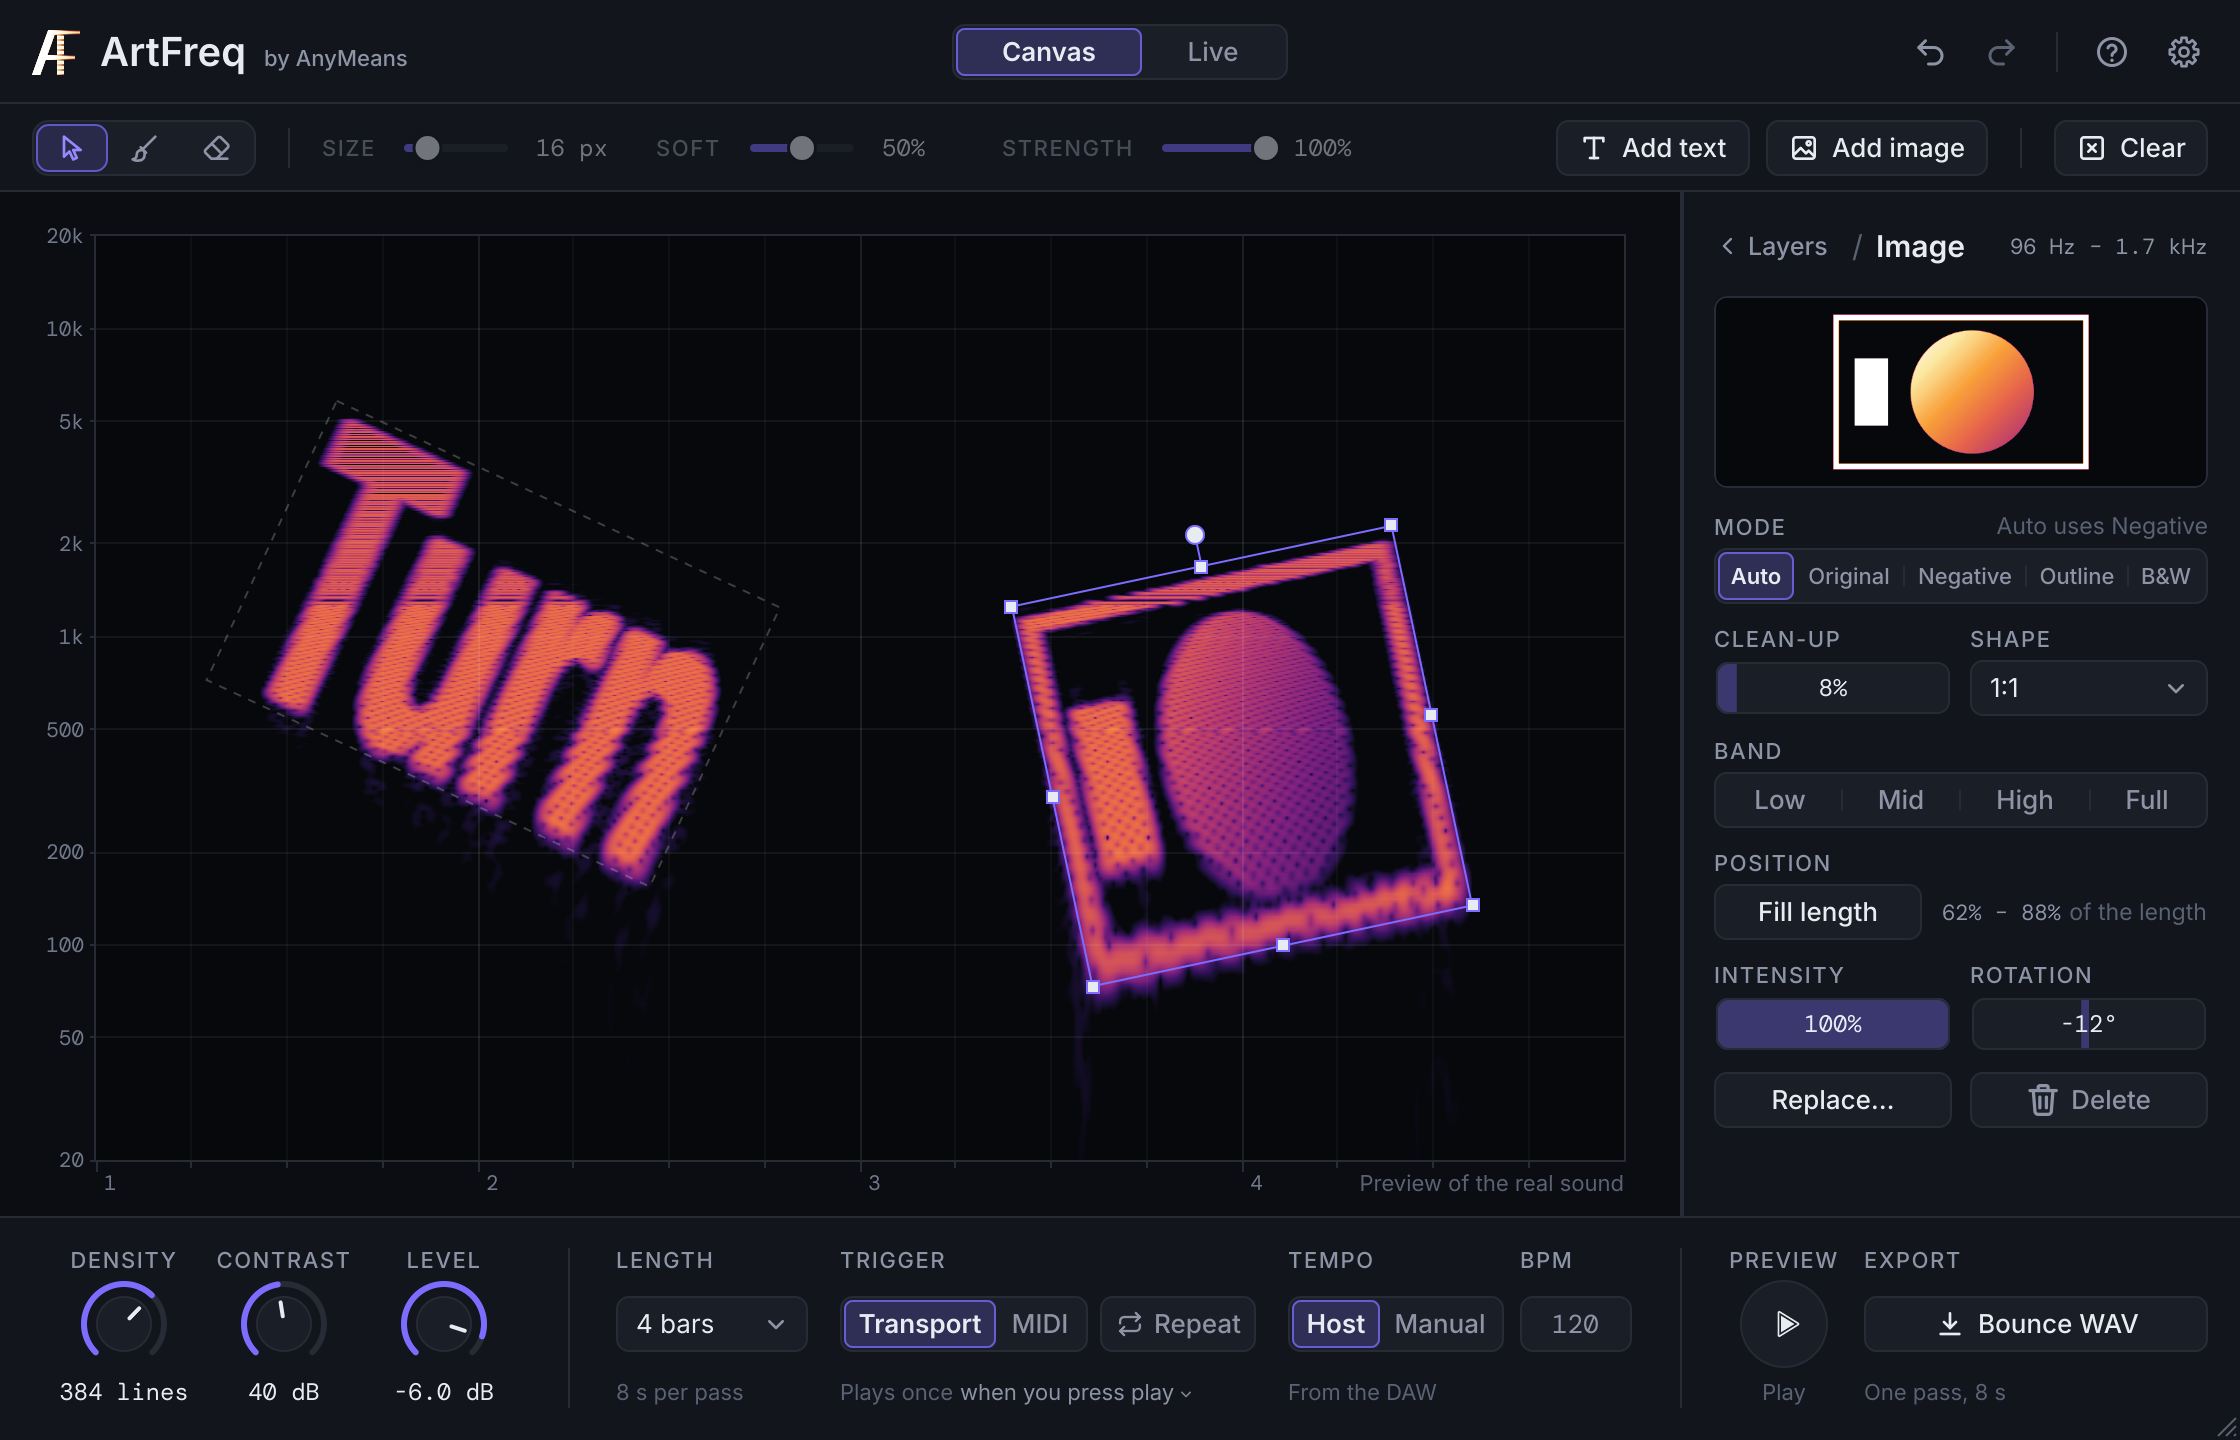 ArtFreq by AnyMeans
Canvas Live
SIZE 16 px SOFT 50% STRENGTH 100%
Add text Add image Clear
20k
10k
5k
2k
1k
500
200
100
50
20
Turn
1 2 3 4
Preview of the real sound
Layers / Image 96 Hz – 1.7 kHz
MODE Auto uses Negative
Auto Original Negative Outline B&W
CLEAN-UP SHAPE
8% 1:1
BAND
Low Mid High Full
POSITION
Fill length 62% – 88% of the length
INTENSITY ROTATION
100% -12°
Replace... Delete
DENSITY CONTRAST LEVEL LENGTH TRIGGER TEMPO BPM PREVIEW EXPORT
4 bars Transport MIDI Repeat Host Manual 120 Bounce WAV
384 lines 40 dB -6.0 dB 8 s per pass Plays once when you press play From the DAW Play One pass, 8 s